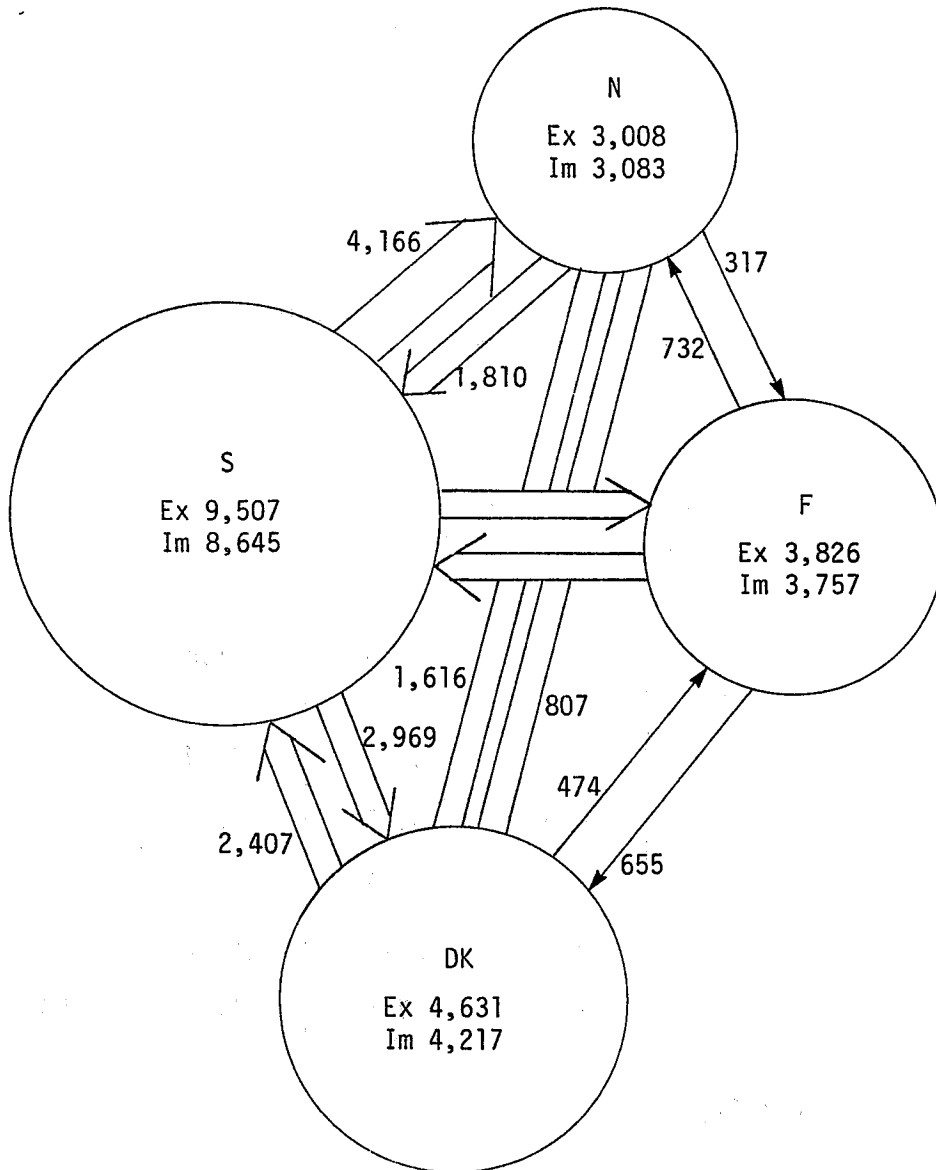 N
Ex 3,008
Im 3,083
4,166
317
732
1,810
S
Ex 9,507
Im 8,645
F
Ex 3,826
Im 3,757
1,616
807
2,969
474
2,407
655
DK
Ex 4,631
Im 4,217